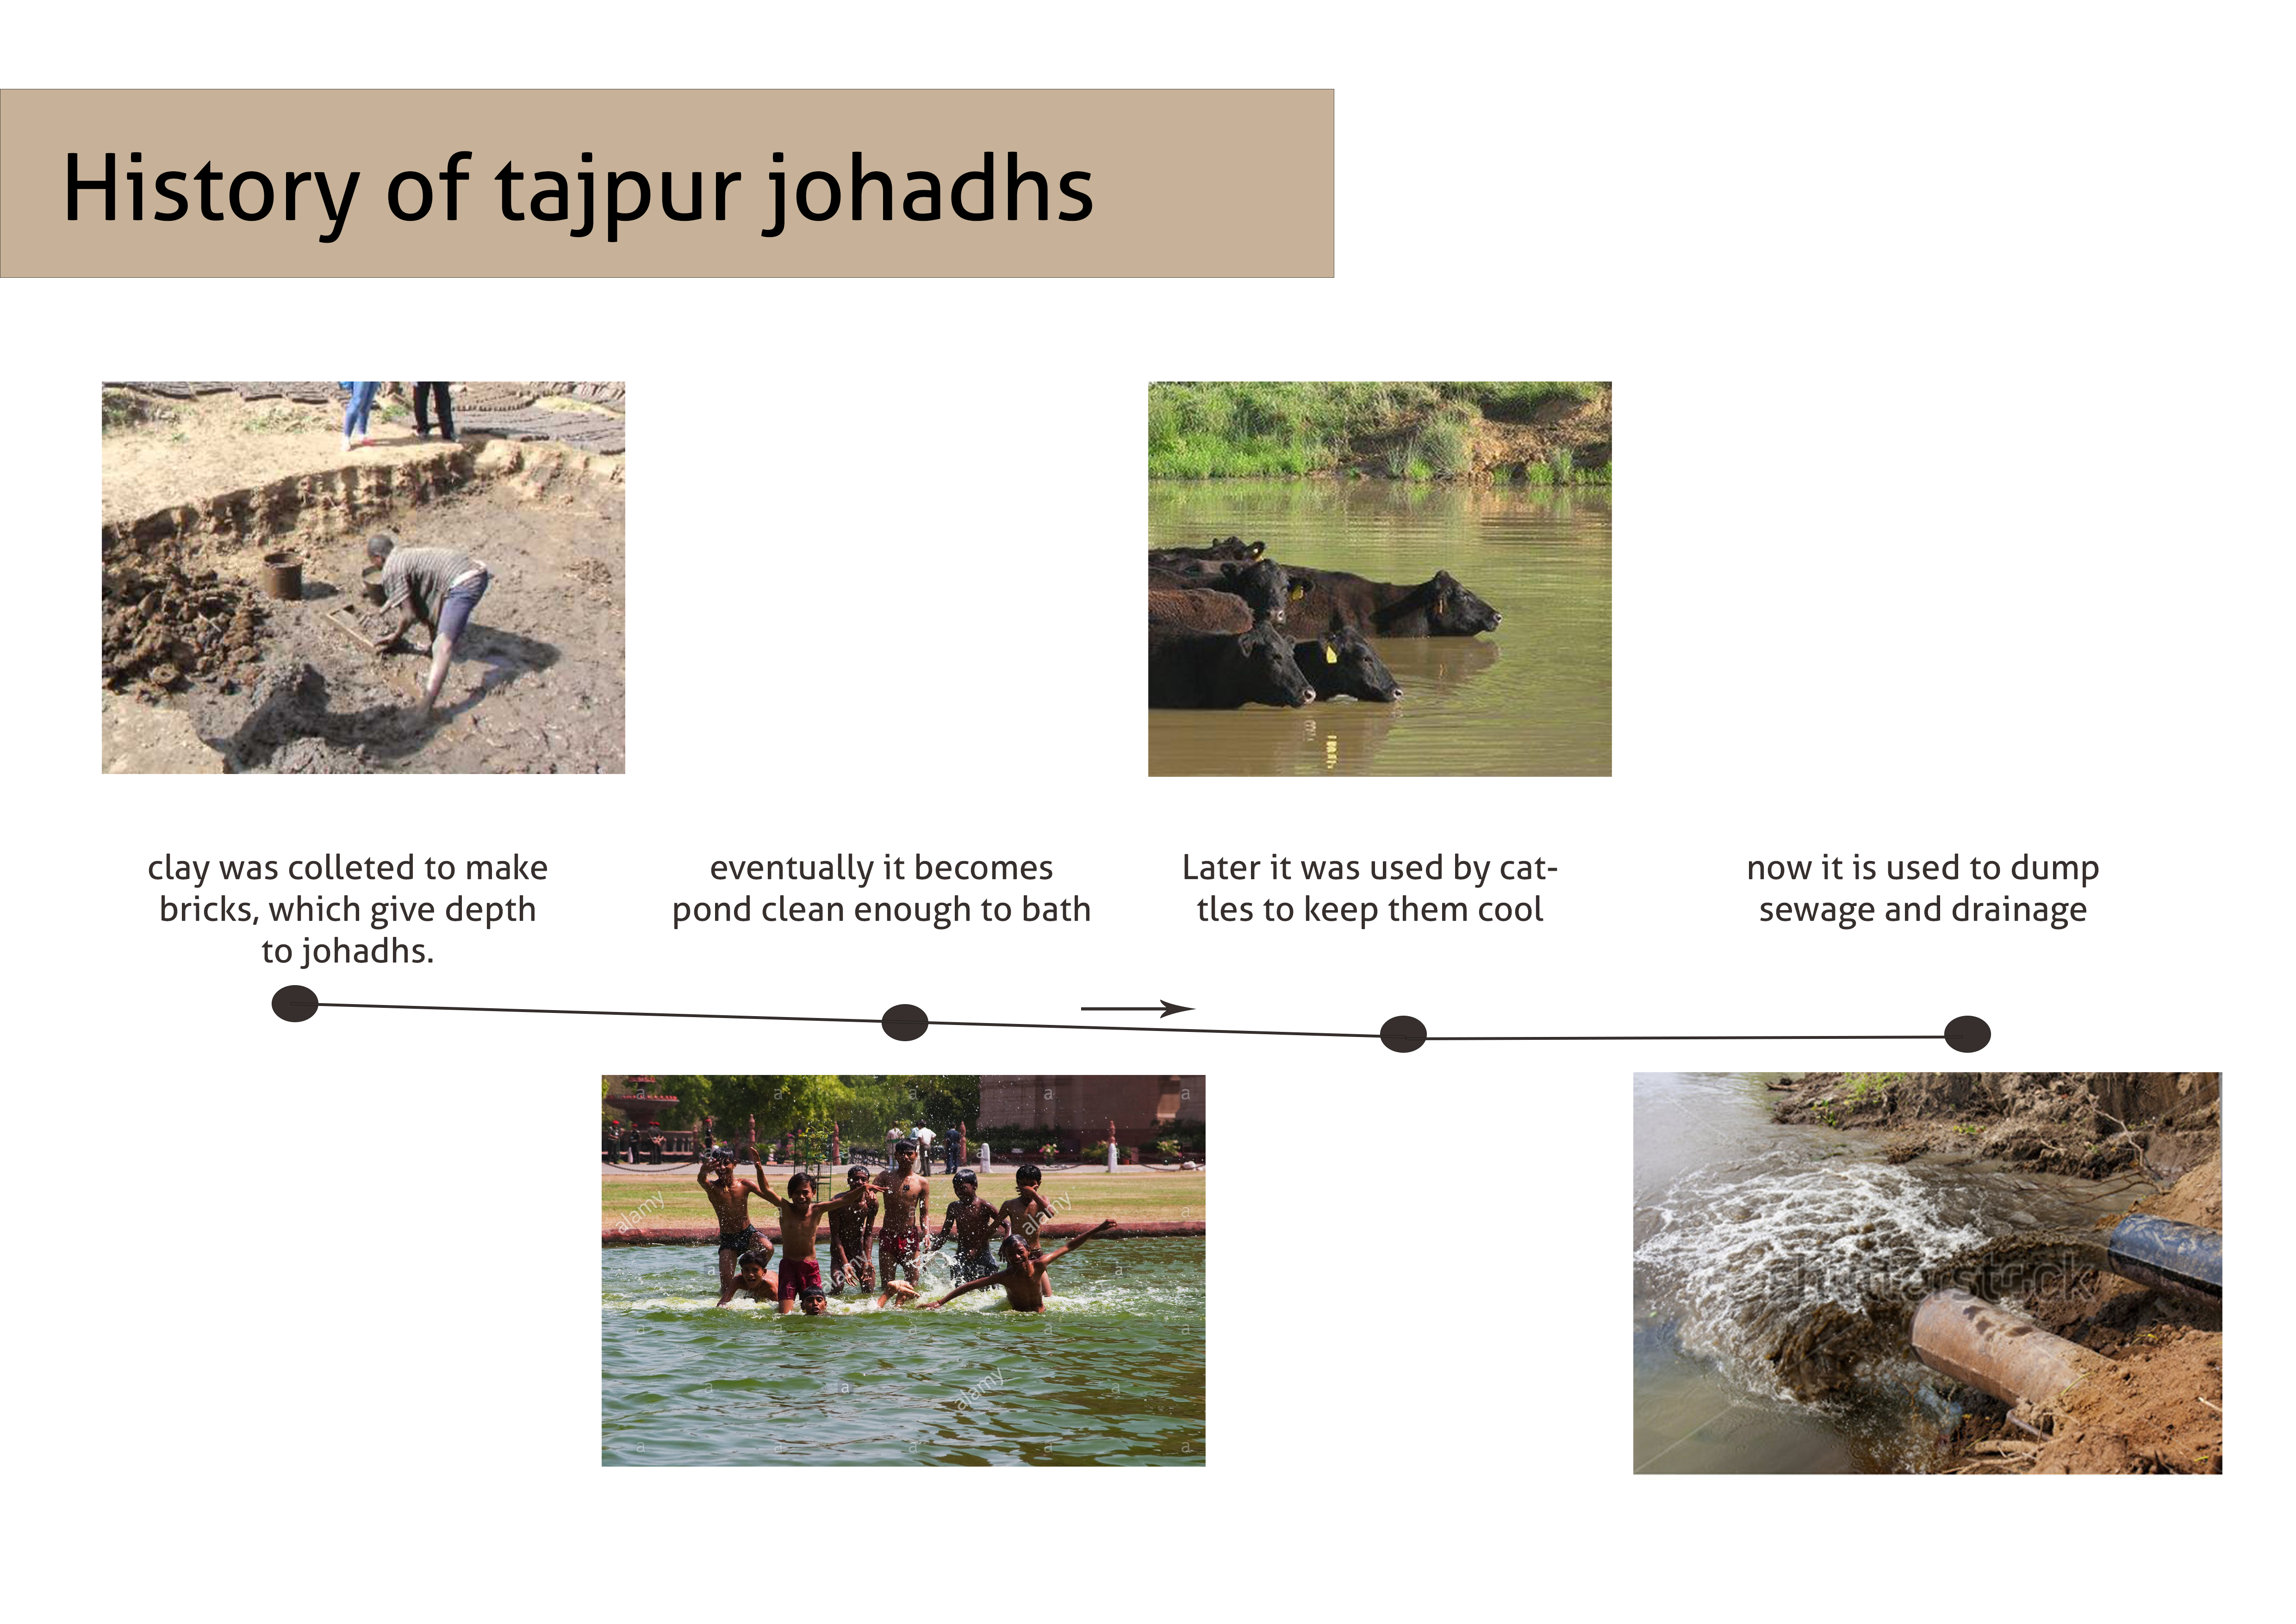 History of tajpur johadhs
clay was colleted to make
bricks, which give depth
to johadhs.
eventually it becomes
pond clean enough to bath
Later it was used by cat-
tles to keep them cool
now it is used to dump
sewage and drainage
alamy
alamy
alamy
alamy
shutterstock